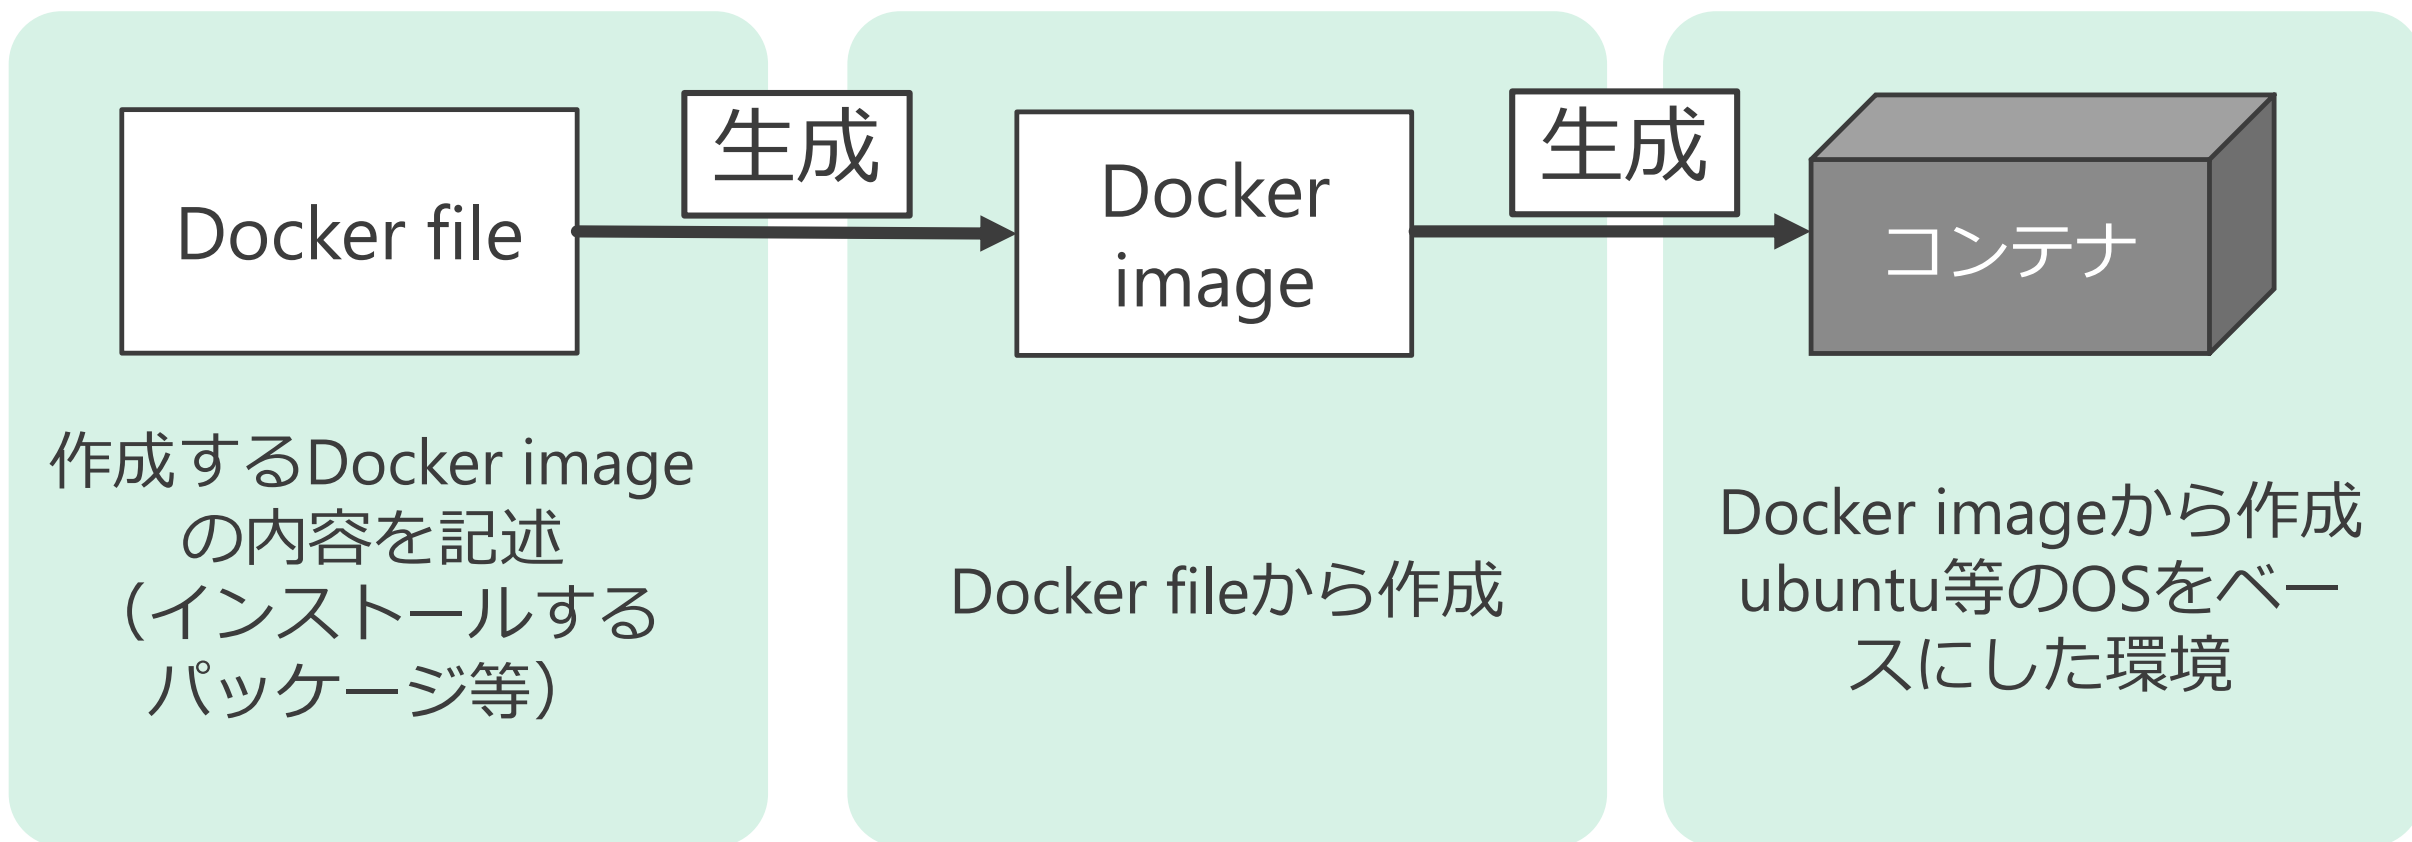 Docker file
生成
Docker
image
生成
コンテナ
作成するDocker image
の内容を記述
（インストールする
パッケージ等）
Docker fileから作成
Docker imageから作成
ubuntu等のOSをベー
スにした環境